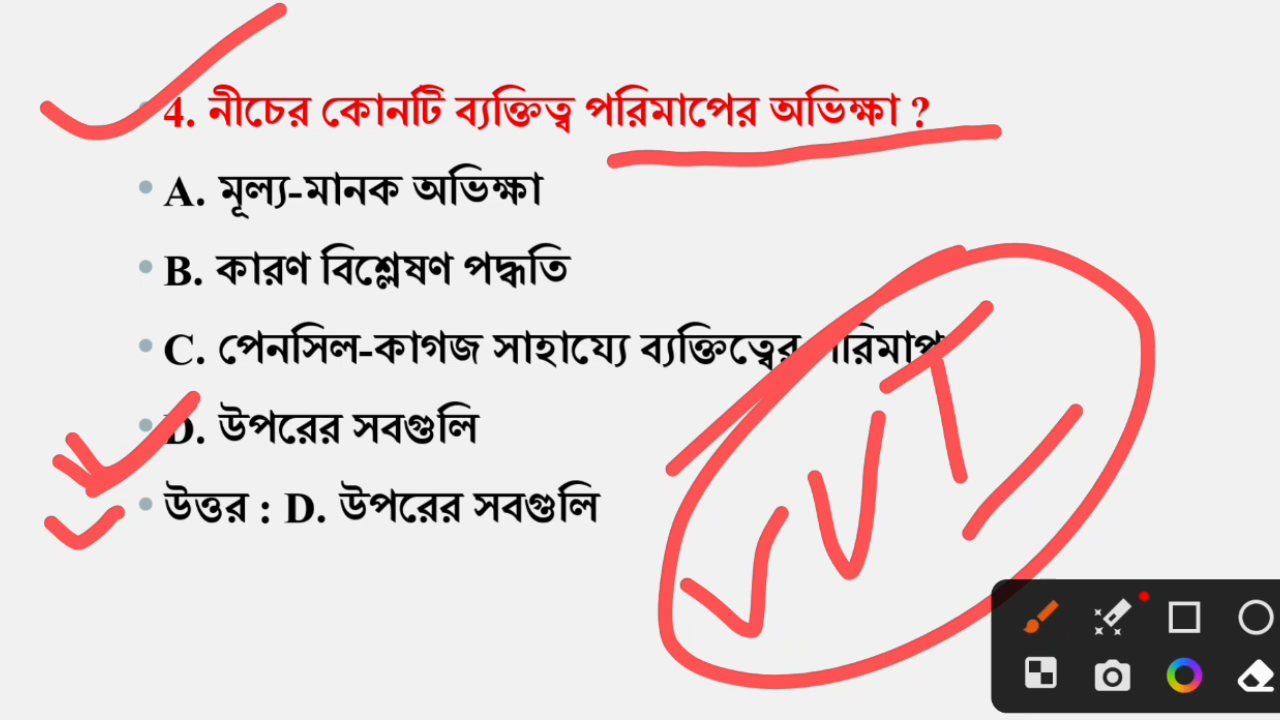 4. নীচের কোনটি ব্যক্তিত্ব পরিমাপের অভিক্ষা ?
A. মূল্য-মানক অভিক্ষা
B. কারণ বিশ্লেষণ পদ্ধতি
C. পেনসিল-কাগজ সাহায্যে ব্যক্তিত্বের পরিমাপ
D. উপরের সবগুলি
উত্তর : D. উপরের সবগুলি
VVI